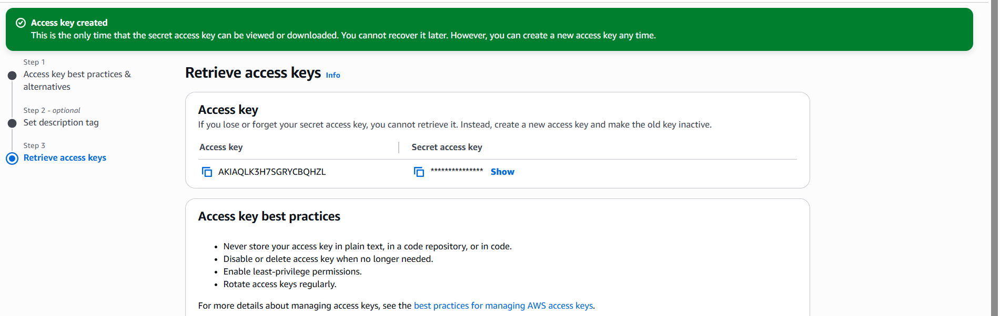 Access key created
This is the only time that the secret access key can be viewed or downloaded. You cannot recover it later. However, you can create a new access key any time.
Step 1
Access key best practices &
alternatives
Step 2 - optional
Set description tag
Step 3
Retrieve access keys
Retrieve access keys Info
Access key
If you lose or forget your secret access key, you cannot retrieve it. Instead, create a new access key and make the old key inactive.
Access key
Secret access key
AKIAQLK3H7SGRYCBQHZL
*************** Show
Access key best practices
• Never store your access key in plain text, in a code repository, or in code.
• Disable or delete access key when no longer needed.
• Enable least-privilege permissions.
• Rotate access keys regularly.
For more details about managing access keys, see the best practices for managing AWS access keys.